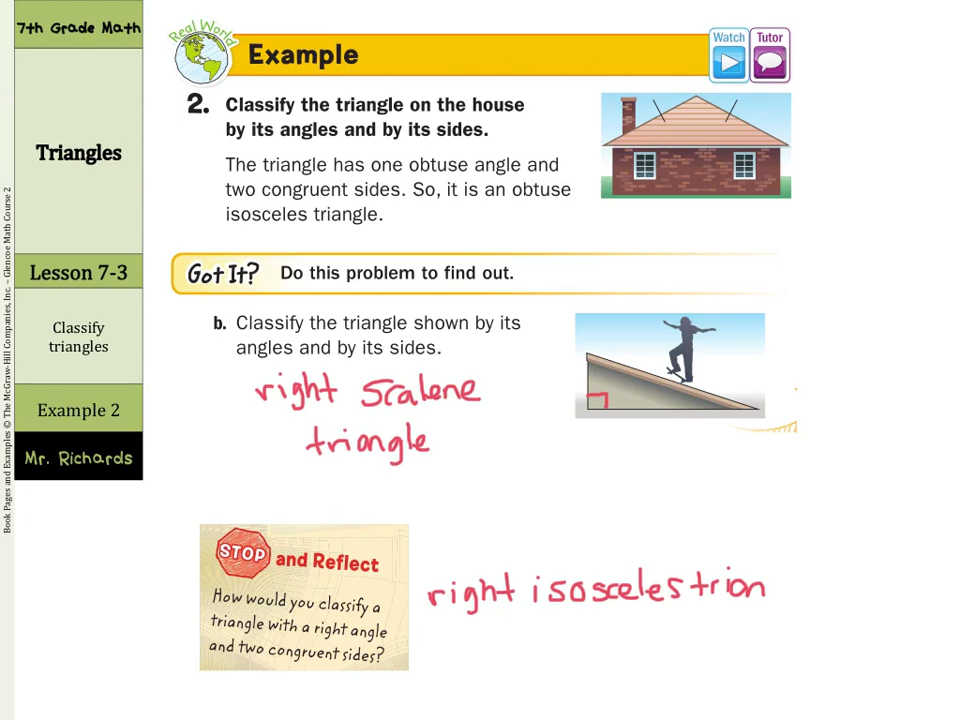 7th Grade Math
Triangles
Lesson 7-3
Classify
triangles
Example 2
Mr. Richards
Book Pages and Examples © The McGraw-Hill Companies, Inc. – Glencoe Math Course 2
Real World
Example
Watch
Tutor
2. Classify the triangle on the house
by its angles and by its sides.
The triangle has one obtuse angle and
two congruent sides. So, it is an obtuse
isosceles triangle.
Got It? Do this problem to find out.
b. Classify the triangle shown by its
angles and by its sides.
right scalene
triangle
STOP and Reflect
How would you classify a
triangle with a right angle
and two congruent sides?
right isosceles trian